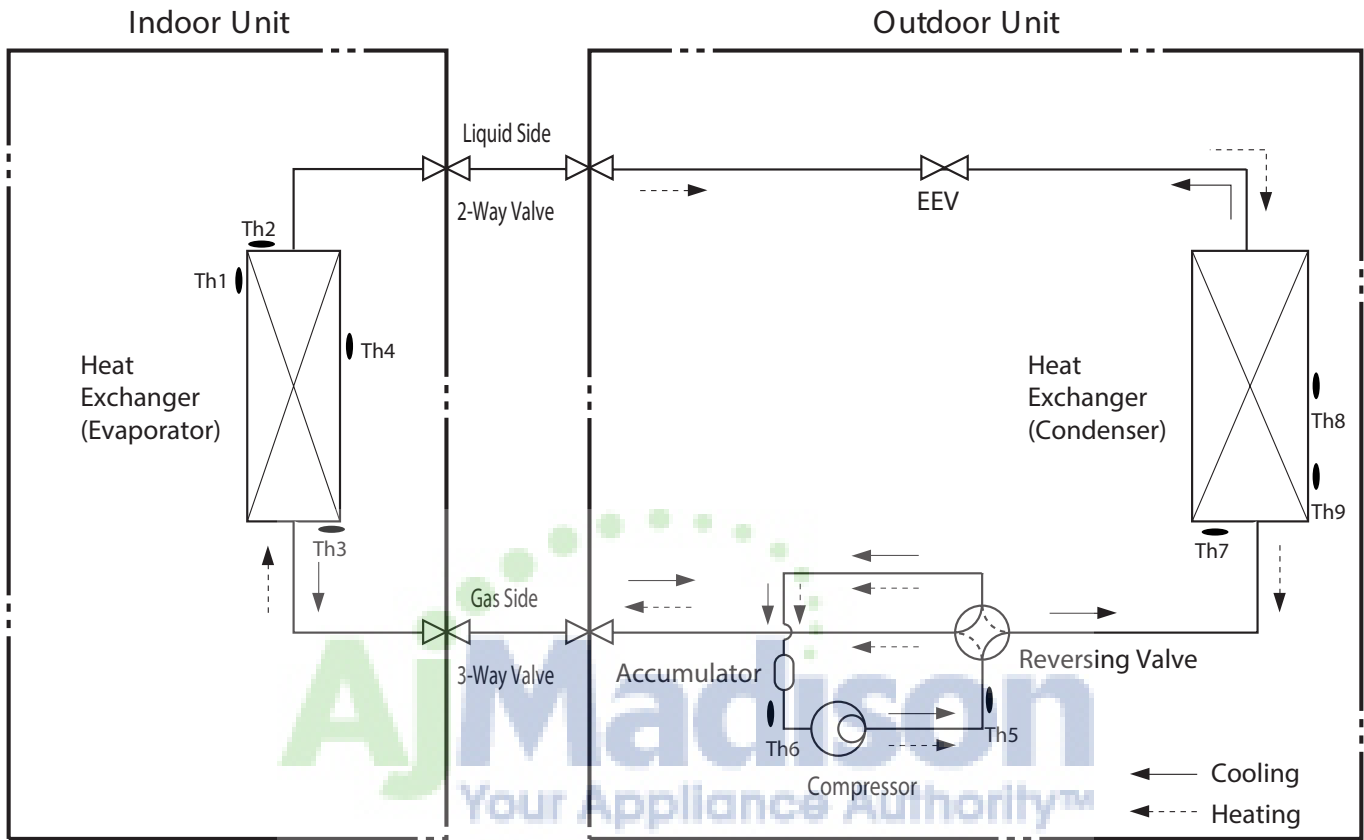 Indoor Unit
Outdoor Unit
Liquid Side
2-Way Valve
EEV
Th2
Th1
Th4
Heat
Exchanger
(Evaporator)
Heat
Exchanger
(Condenser)
Th8
Th9
Th3
Th7
Gas Side
3-Way Valve
Accumulator
Reversing Valve
Th6
Th5
Compressor
Cooling
Heating
AjMadison
Your Appliance Authority™